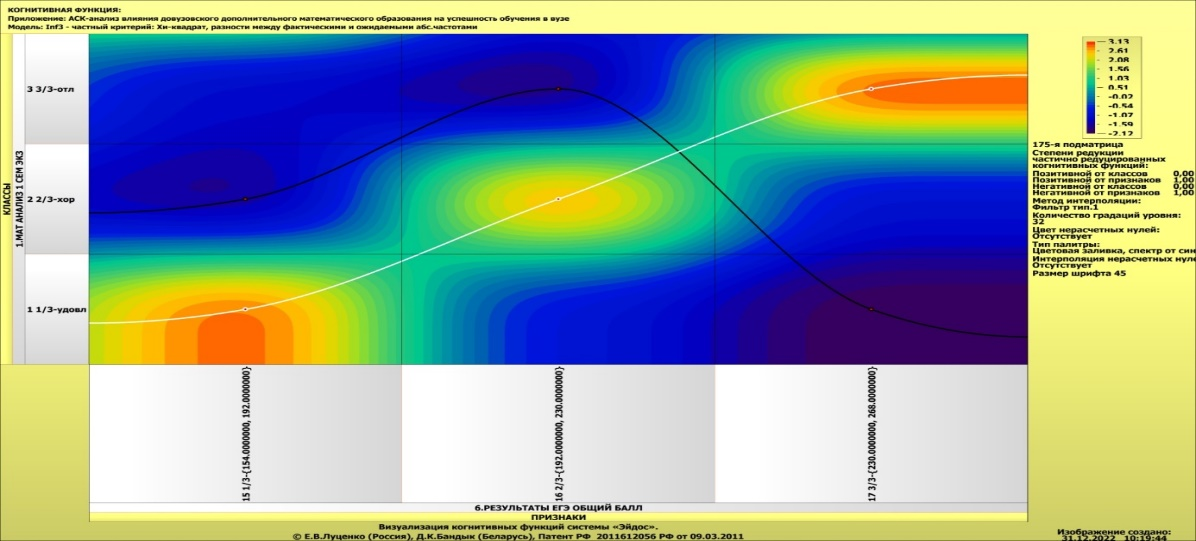 КОГНИТИВНАЯ ФУНКЦИЯ:
Приложение: АСК-анализ влияния довузовского дополнительного математического образования на успешность обучения в вузе
Модель: Inf3 - частный критерий: Хи-квадрат, разности между фактическими и ожидаемыми абс.частотами
КЛАССЫ
1.МАТ АНАЛИЗ 1 СЕМ ЭКЗ
3 3/3-отл
2 2/3-хор
1 1/3-удовл
3.13
2.61
2.08
1.56
1.03
0.51
-0.02
-0.54
-1.07
-1.59
-2.12
175-я подматрица
Степени редукции
частично редуцированных
когнитивных функций:
Позитивной от классов 0,00
Позитивной от признаков 1,00
Негативной от классов 0,00
Негативной от признаков 1,00
Метод интерполяции:
Фильтр тип.1
Количество градаций уровня:
32
Цвет нерасчетных нулей:
Отсутствует
Тип палитры:
Цветовая заливка, спектр от син
Интерполяция нерасчетных нуле
Отсутствует
Размер шрифта 45
15 1/3-{154.0000000, 192.0000000}
16 2/3-{192.0000000, 230.0000000}
17 3/3-{230.0000000, 268.0000000}
6.РЕЗУЛЬТАТЫ ЕГЭ ОБЩИЙ БАЛЛ
ПРИЗНАКИ
Визуализация когнитивных функций системы «Эйдос».
© Е.В.Луценко (Россия), Д.К.Бандык (Беларусь), Патент РФ 2011612056 РФ от 09.03.2011
Изображение создано:
31.12.2022 10:19:44